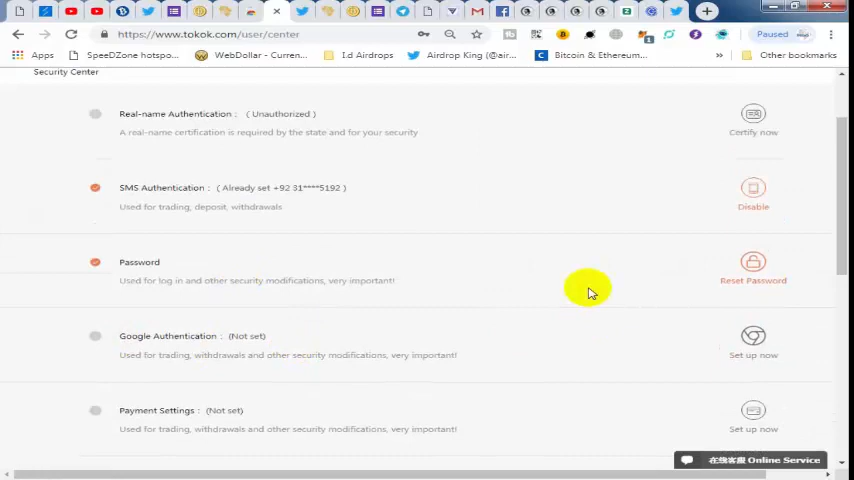 https://www.tokok.com/user/center
Paused
Apps
SpeeDZone hotspo...
WebDollar - Curren...
I.d Airdrops
Airdrop King (@air...
Bitcoin & Ethereum...
»
Other bookmarks
Security Center
Real-name Authentication： ( Unauthorized )
A real-name certification is required by the state and for your security
Certify now
SMS Authentication： ( Already set +92 31****5192 )
Used for trading, deposit, withdrawals
Disable
Password
Used for log in and other security modifications, very important!
Reset Password
Google Authentication： (Not set)
Used for trading, withdrawals and other security modifications, very important!
Set up now
Payment Settings： (Not set)
Used for trading, withdrawals and other security modifications, very important!
Set up now
在线客服 Online Service